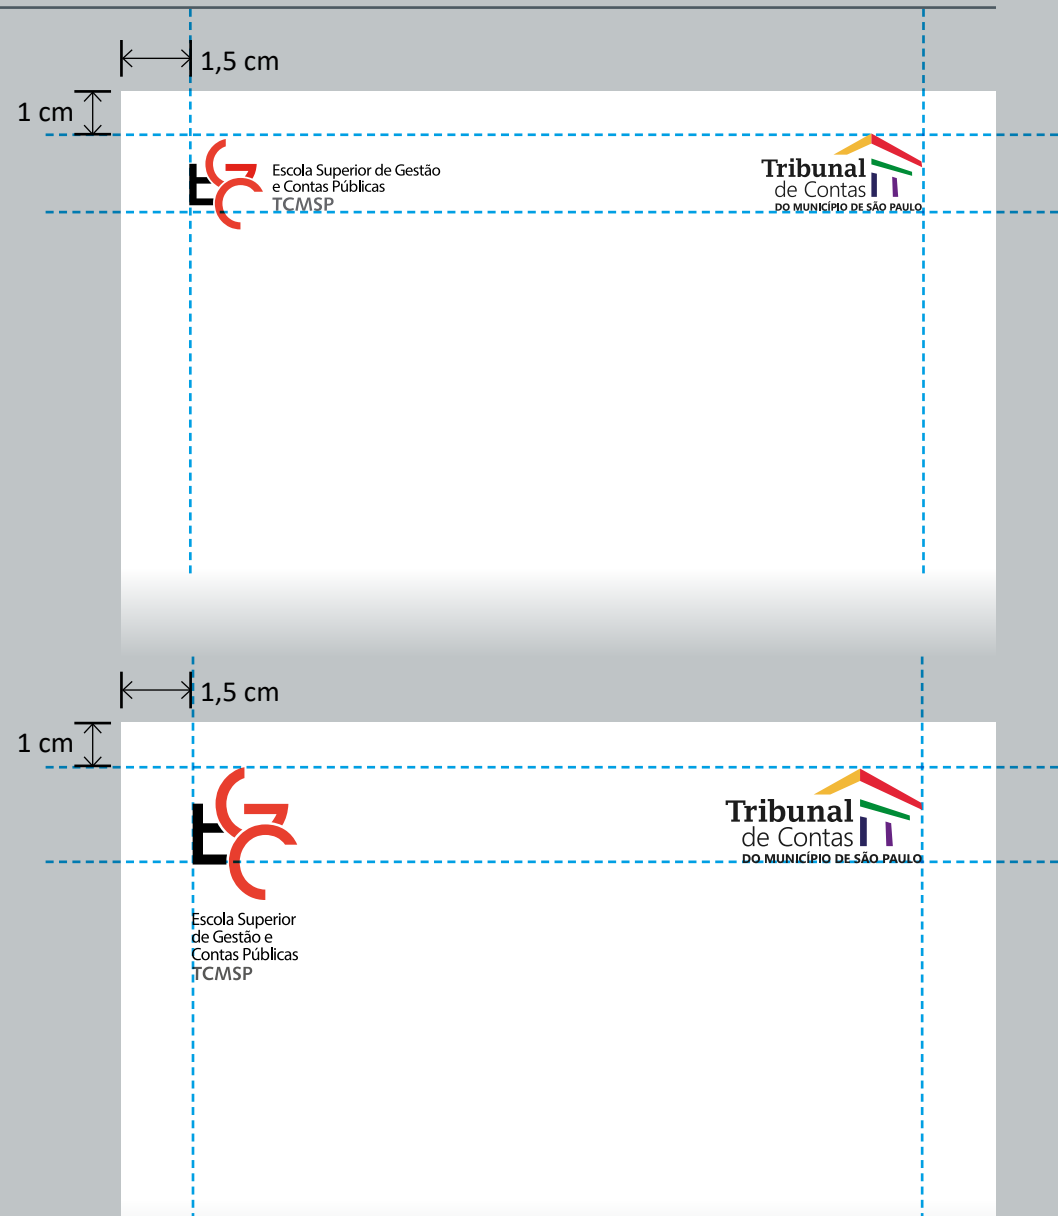 1,5 cm
1 cm
Escola Superior de Gestão
e Contas Públicas
TCMSP
Tribunal
de Contas
DO MUNICÍPIO DE SÃO PAULO
1,5 cm
1 cm
Escola Superior
de Gestão e
Contas Públicas
TCMSP
Tribunal
de Contas
DO MUNICÍPIO DE SÃO PAULO